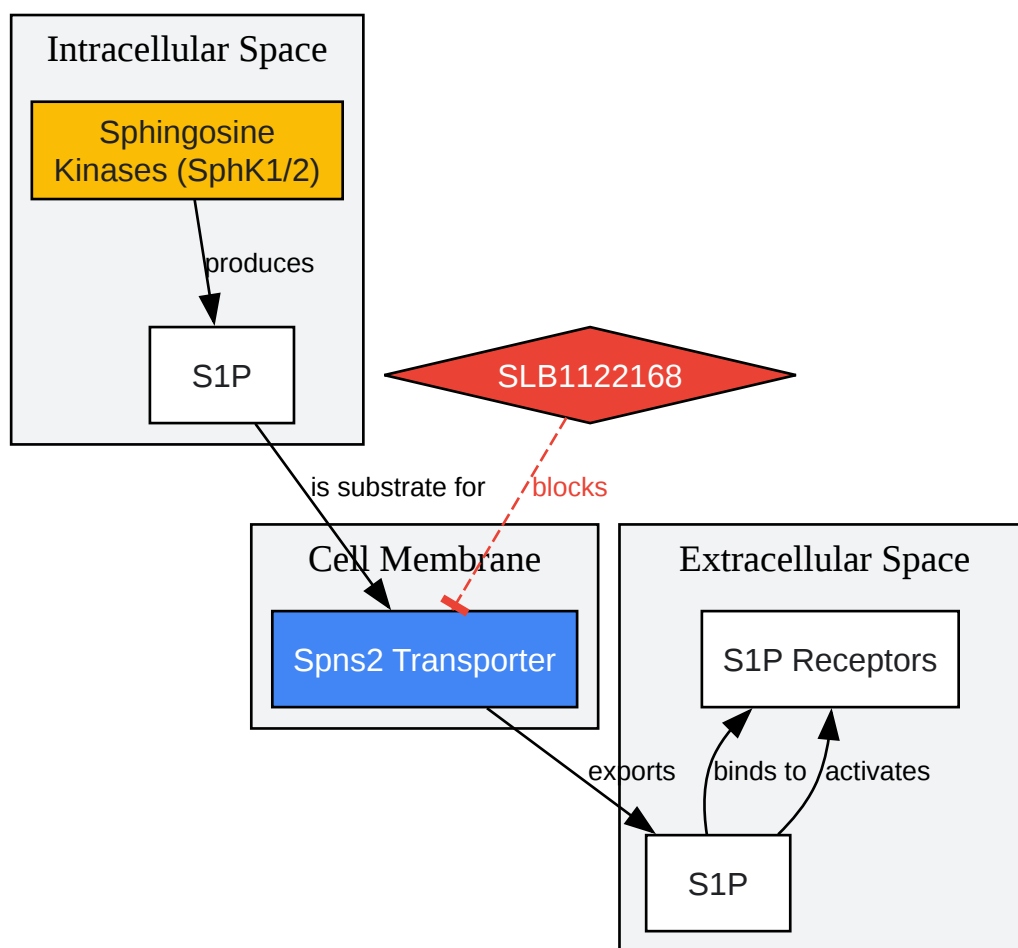 Intracellular Space
Sphingosine
Kinases (SphK1/2)
produces
S1P
SLB1122168
is substrate for
blocks
Cell Membrane
Spns2 Transporter
Extracellular Space
S1P Receptors
exports
binds to
activates
S1P